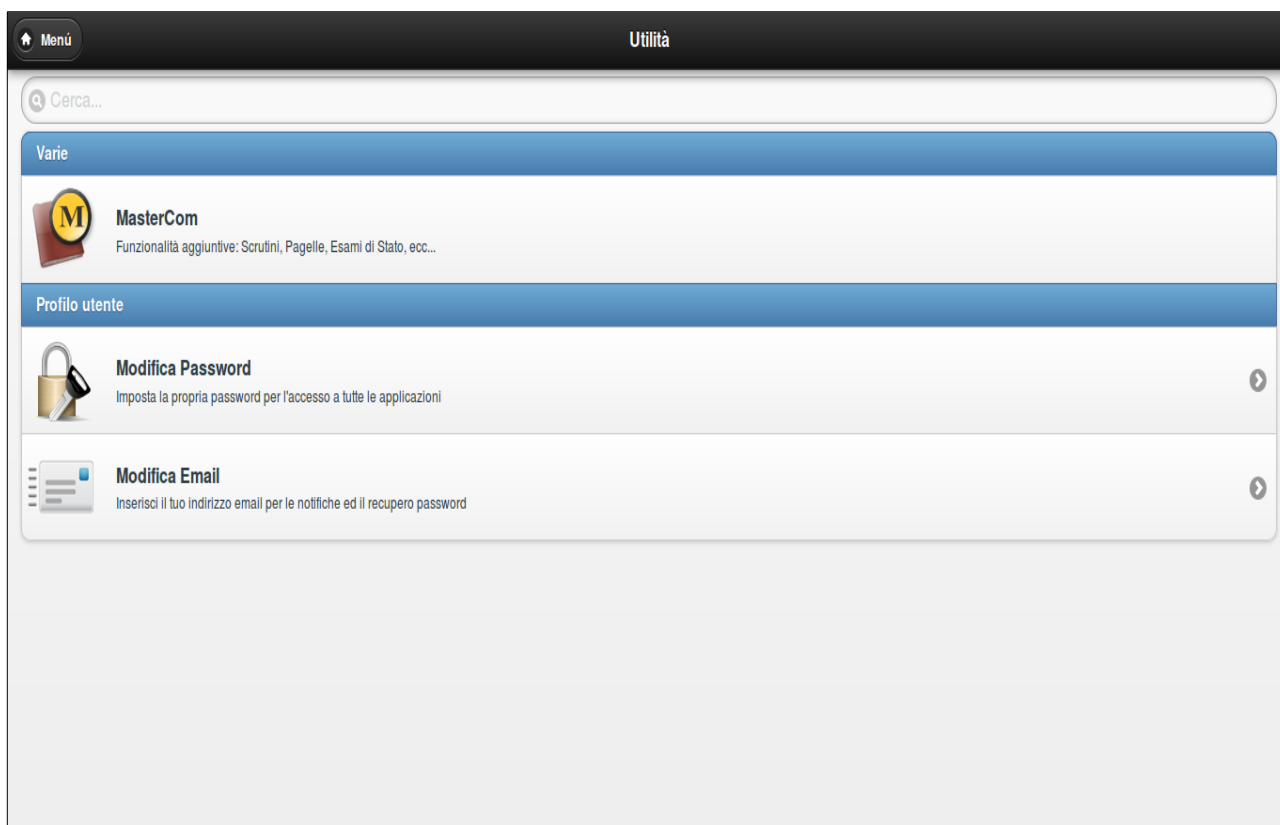 Menú
Utilità
Cerca...
Varie
M
MasterCom
Funzionalità aggiuntive: Scrutini, Pagelle, Esami di Stato, ecc...
Profilo utente
Modifica Password
Imposta la propria password per l'accesso a tutte le applicazioni
Modifica Email
Inserisci il tuo indirizzo email per le notifiche ed il recupero password